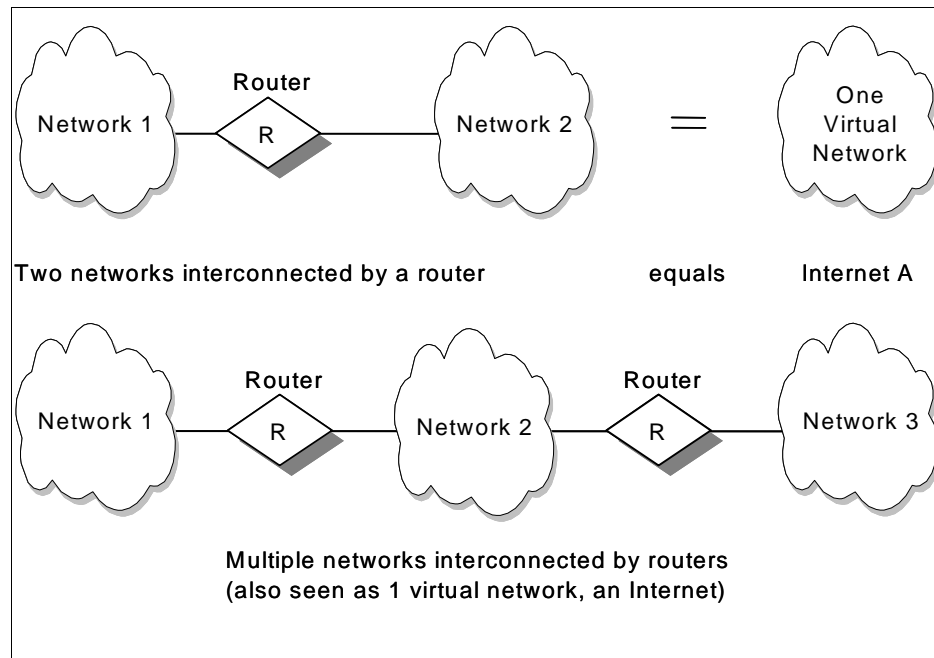 Router
Network 1
R
Network 2
=
One
Virtual
Network
Two networks interconnected by a router
equals
Internet A
Router
Router
Network 1
R
Network 2
R
Network 3
Multiple networks interconnected by routers
(also seen as 1 virtual network, an Internet)